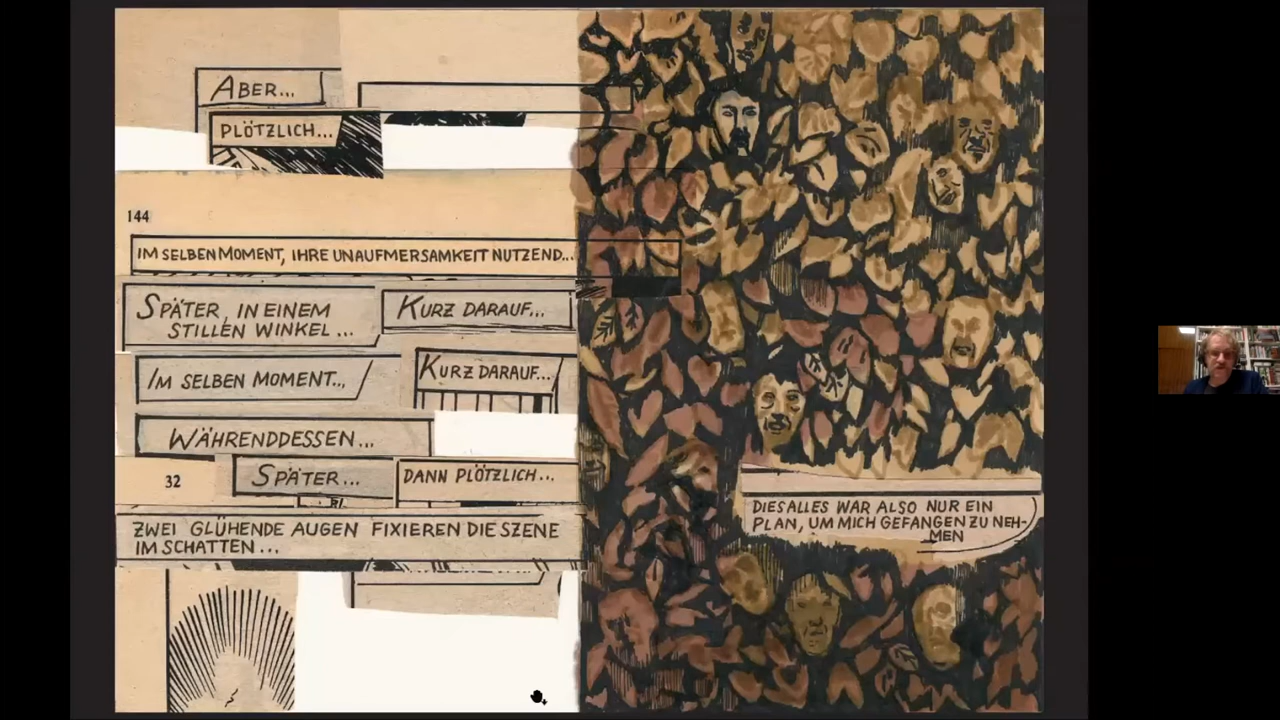 ABER...
PLÖTZLICH...
144
IM SELBEN MOMENT, IHRE UNAUFMERSAMKEIT NUTZEND...
SPÄTER, IN EINEM
STILLEN WINKEL...
KURZ DARAUF...
IM SELBEN MOMENT...
KURZ DARAUF...
WÄHRENDDESSEN...
32
SPÄTER...
DANN PLÖTZLICH...
ZWEI GLÜHENDE AUGEN FIXIEREN DIE SZENE
IM SCHATTEN...
DIES ALLES WAR ALSO NUR EIN
PLAN, UM MICH GEFANGEN ZU NEH-
MEN